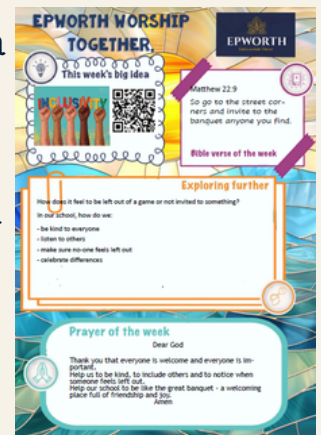 EPWORTH WORSHIP
TOGETHER.
EPWORTH
This week's big idea
INCLUSIVITY
Matthew 22:9
So go to the street cor-
ners and invite to the
banquet anyone you find.
Bible verse of the week
Exploring further
How does it feel to be left out of a game or not invited to something?
In our school, how do we:
- be kind to everyone
- listen to others
- make sure no-one feels left out
- celebrate differences
Prayer of the week
Dear God
Thank you that everyone is welcome and everyone is im-
portant.
Help us to be kind, to include others and to notice when
someone feels left out.
Help our school to be like the great banquet - a welcoming
place full of friendship and joy.
Amen